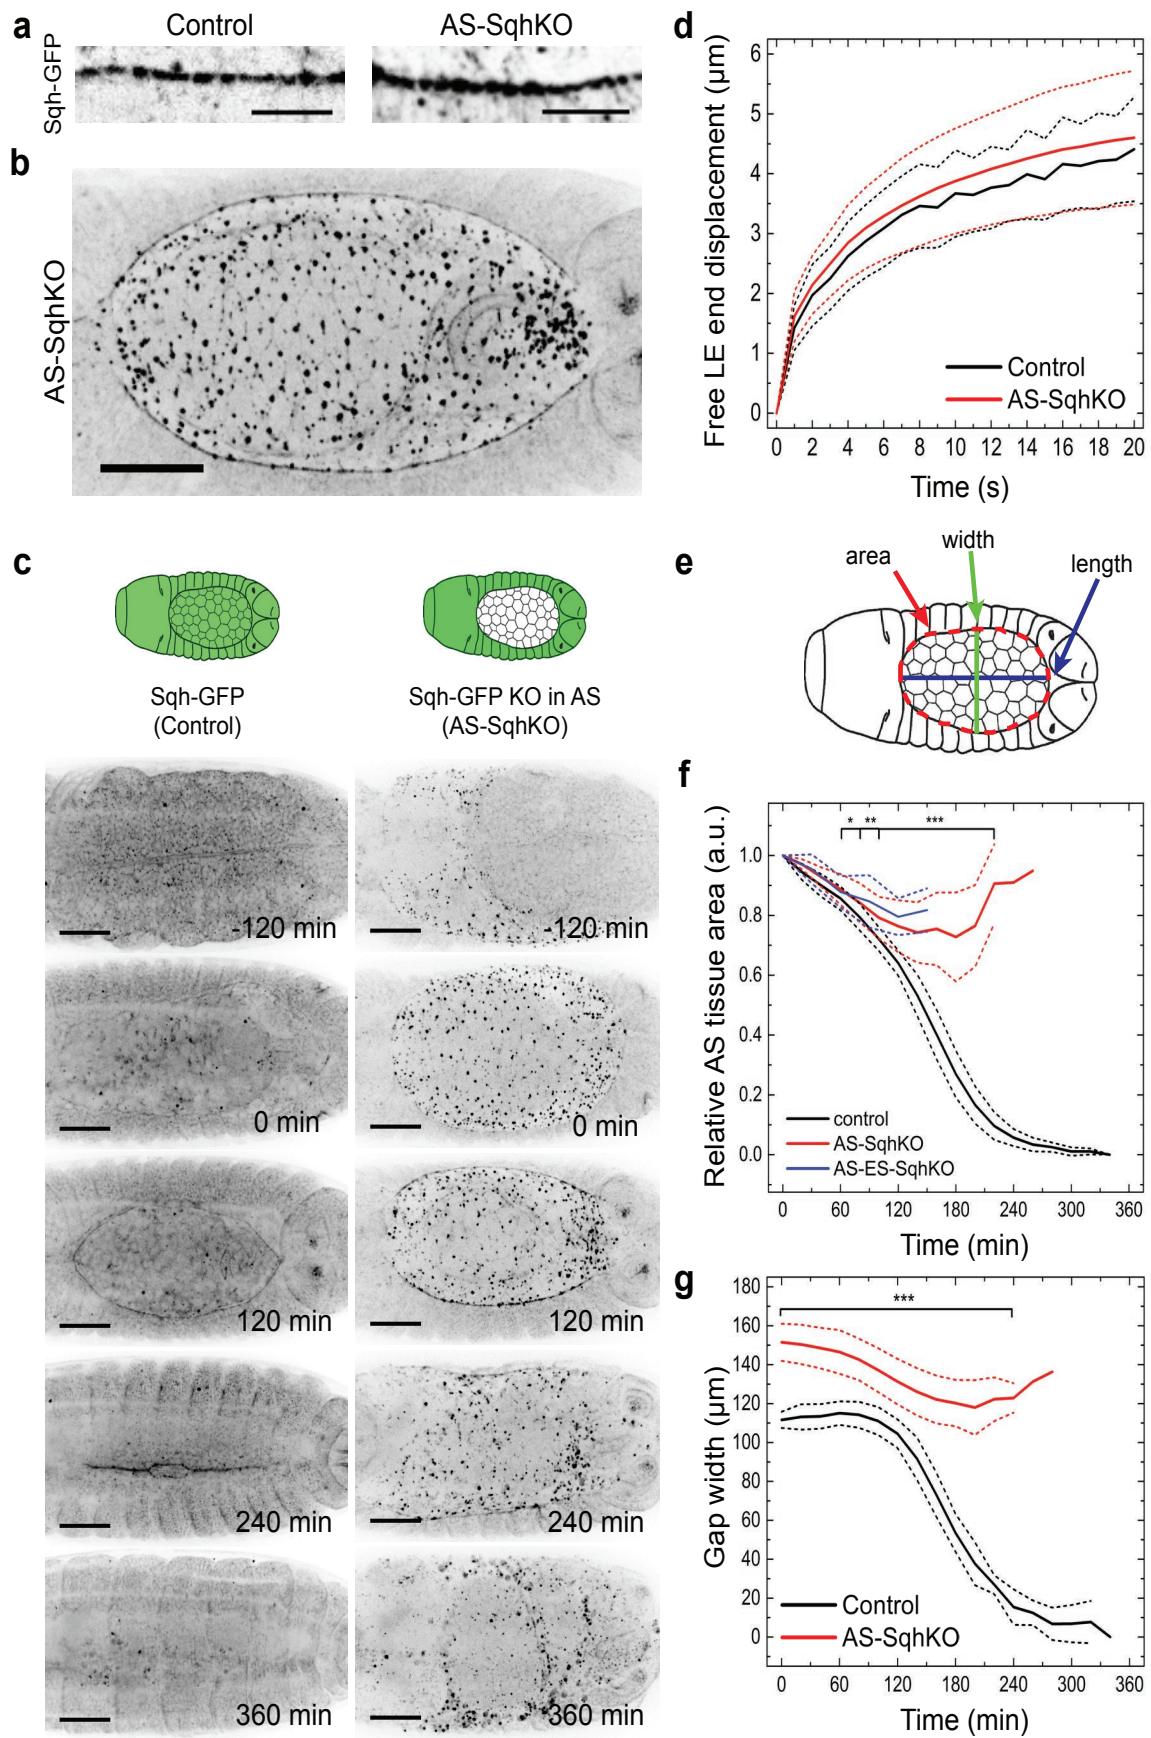 a
Control
AS-SqhKO
Sqh-GFP
b
AS-SqhKO
c
Sqh-GFP
(Control)
Sqh-GFP KO in AS
(AS-SqhKO)
-120 min
-120 min
0 min
0 min
120 min
120 min
240 min
240 min
360 min
360 min
d
Free LE end displacement (μm)
6
5
4
3
2
1
0
Control
AS-SqhKO
0 2 4 6 8 10 12 14 16 18 20
Time (s)
e
area
width
length
f
Relative AS tissue area (a.u.)
* ** ***
1.0
0.8
0.6
0.4
0.2
0.0
control
AS-SqhKO
AS-ES-SqhKO
0 60 120 180 240 300 360
Time (min)
g
Gap width (μm)
***
180
160
140
120
100
80
60
40
20
0
Control
AS-SqhKO
0 60 120 180 240 300 360
Time (min)